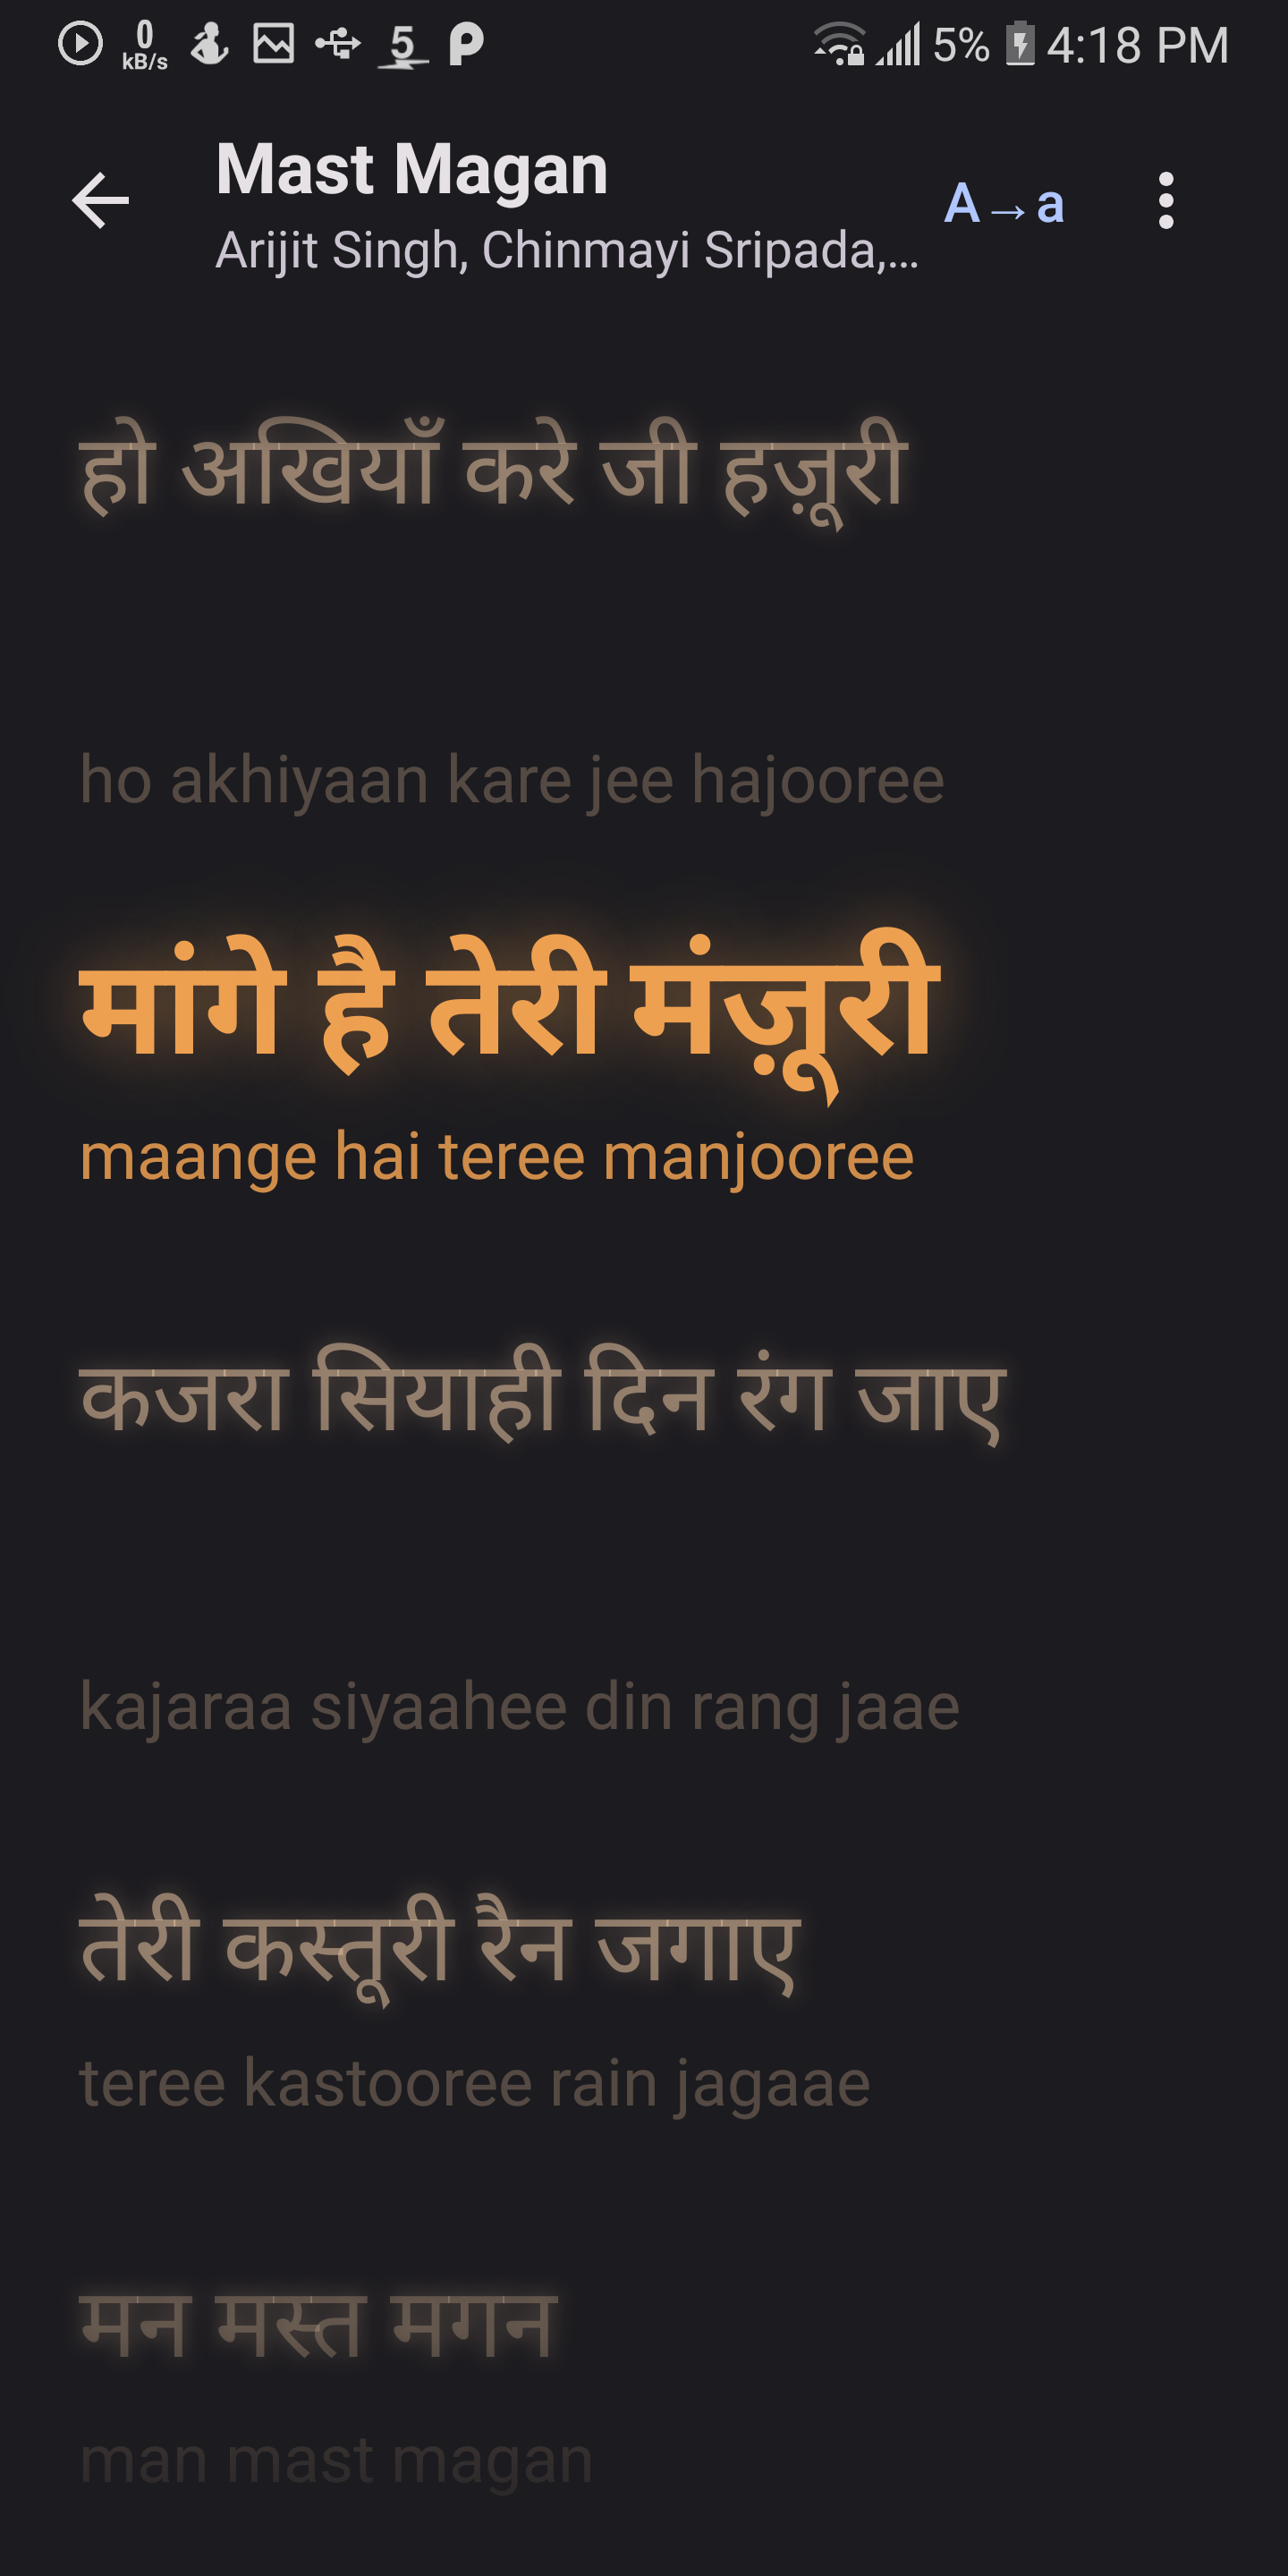 0
kB/s
5
5% 4:18 PM
Mast Magan
Arijit Singh, Chinmayi Sripada,...
A→a
हो अखियाँ करे जी हज़ूरी
ho akhiyaan kare jee hajooree
मांगे है तेरी मंज़ूरी
maange hai teree manjooree
कजरा सियाही दिन रंग जाए
kajaraa siyaahee din rang jaae
तेरी कस्तूरी रैन जगाए
teree kastooree rain jagaae
मन मस्त मगन
man mast magan